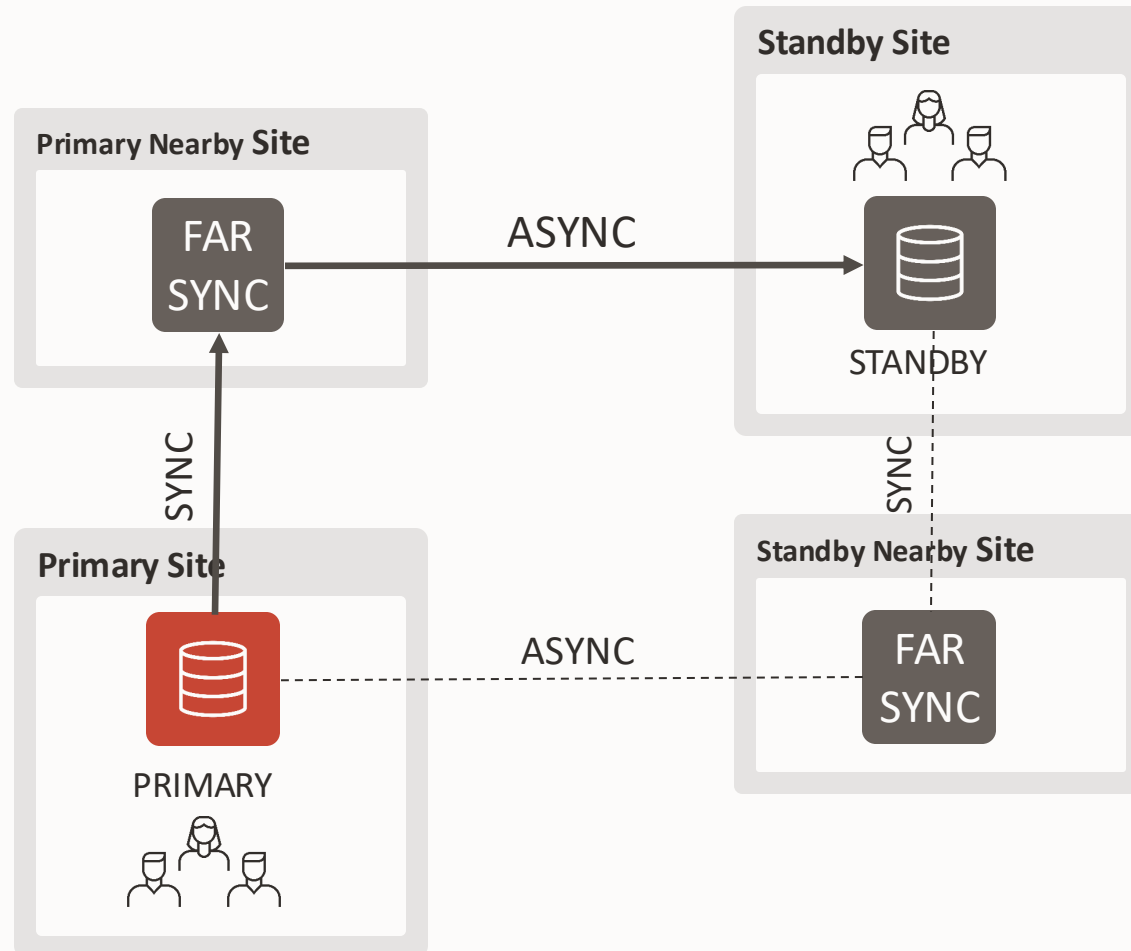 Standby Site
Primary Nearby Site
FAR
SYNC
ASYNC
STANDBY
SYNC
SYNC
Primary Site
Standby Nearby Site
ASYNC
FAR
SYNC
PRIMARY